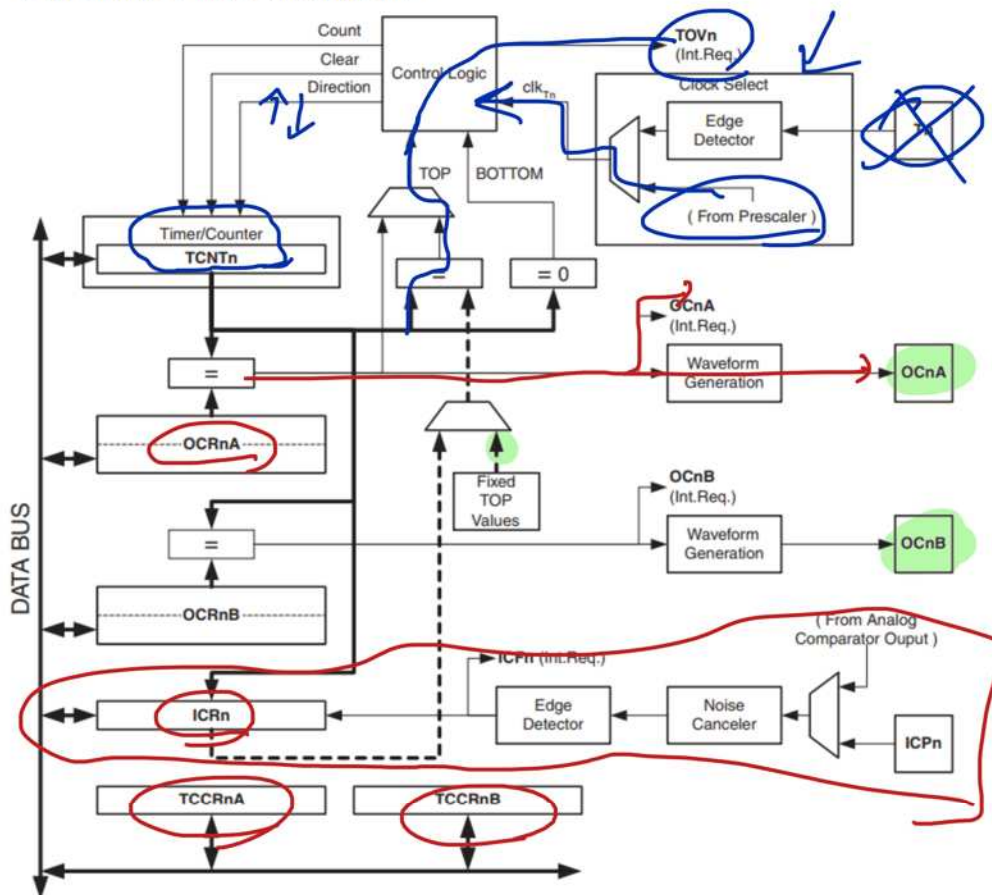 Count
TOVn
(Int.Req.)
Clear
Control Logic
Clock Select
Direction
clkTn
Edge
Detector
Tn
TOP
BOTTOM
( From Prescaler )
Timer/Counter
TCNTn
=
= 0
OCnA
(Int.Req.)
=
Waveform
Generation
OCnA
OCRnA
Fixed
TOP
Values
OCnB
(Int.Req.)
=
Waveform
Generation
OCnB
DATA BUS
OCRnB
( From Analog
Comparator Ouput )
ICFn (Int.Req.)
ICRn
Edge
Detector
Noise
Canceler
ICPn
TCCRnA
TCCRnB